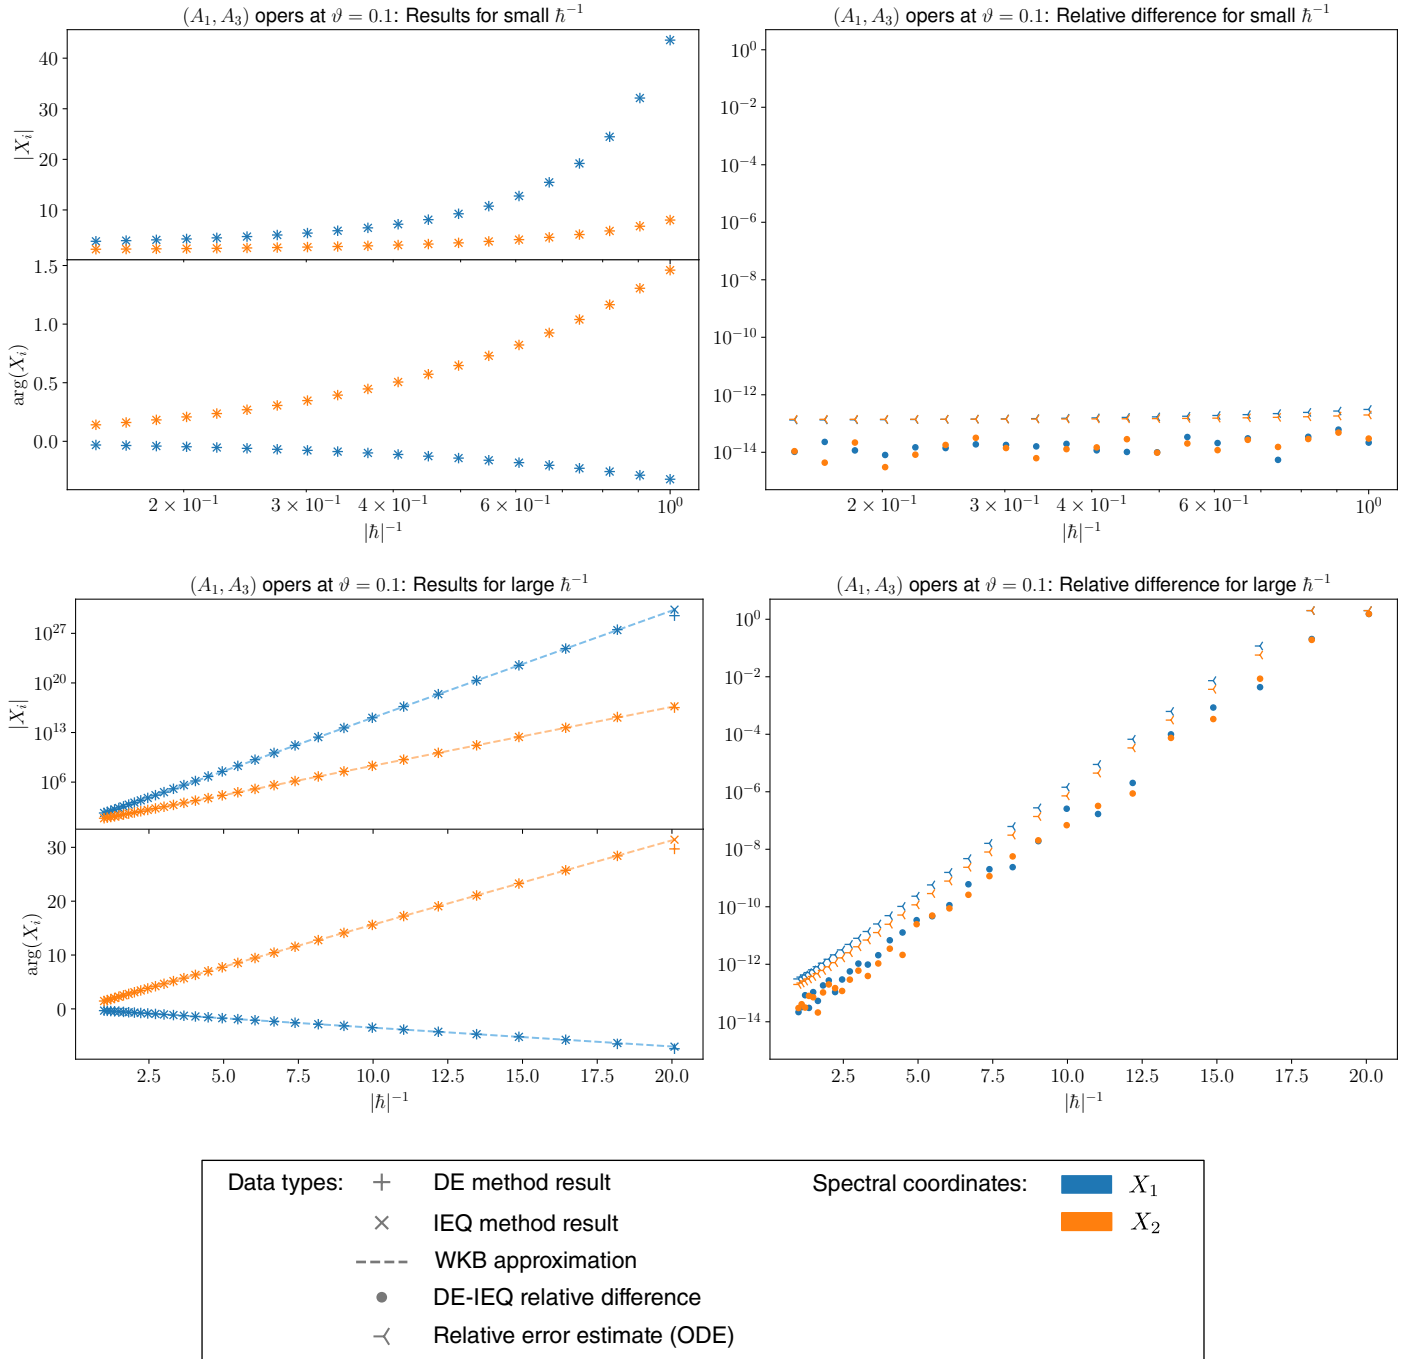 (A₁, A₃) opers at ϑ = 0.1: Results for small ℏ⁻¹
|Xᵢ|
40
30
20
10
arg(Xᵢ)
1.5
1.0
0.5
0.0
2 × 10⁻¹ 3 × 10⁻¹ 4 × 10⁻¹ 6 × 10⁻¹ 10⁰
|ℏ|⁻¹
(A₁, A₃) opers at ϑ = 0.1: Relative difference for small ℏ⁻¹
10⁰
10⁻²
10⁻⁴
10⁻⁶
10⁻⁸
10⁻¹⁰
10⁻¹²
10⁻¹⁴
2 × 10⁻¹ 3 × 10⁻¹ 4 × 10⁻¹ 6 × 10⁻¹ 10⁰
|ℏ|⁻¹
(A₁, A₃) opers at ϑ = 0.1: Results for large ℏ⁻¹
|Xᵢ|
10²⁷
10²⁰
10¹³
10⁶
arg(Xᵢ)
30
20
10
0
2.5 5.0 7.5 10.0 12.5 15.0 17.5 20.0
|ℏ|⁻¹
(A₁, A₃) opers at ϑ = 0.1: Relative difference for large ℏ⁻¹
10⁰
10⁻²
10⁻⁴
10⁻⁶
10⁻⁸
10⁻¹⁰
10⁻¹²
10⁻¹⁴
2.5 5.0 7.5 10.0 12.5 15.0 17.5 20.0
|ℏ|⁻¹
Data types:
DE method result
IEQ method result
WKB approximation
DE-IEQ relative difference
Relative error estimate (ODE)
Spectral coordinates:
X₁
X₂